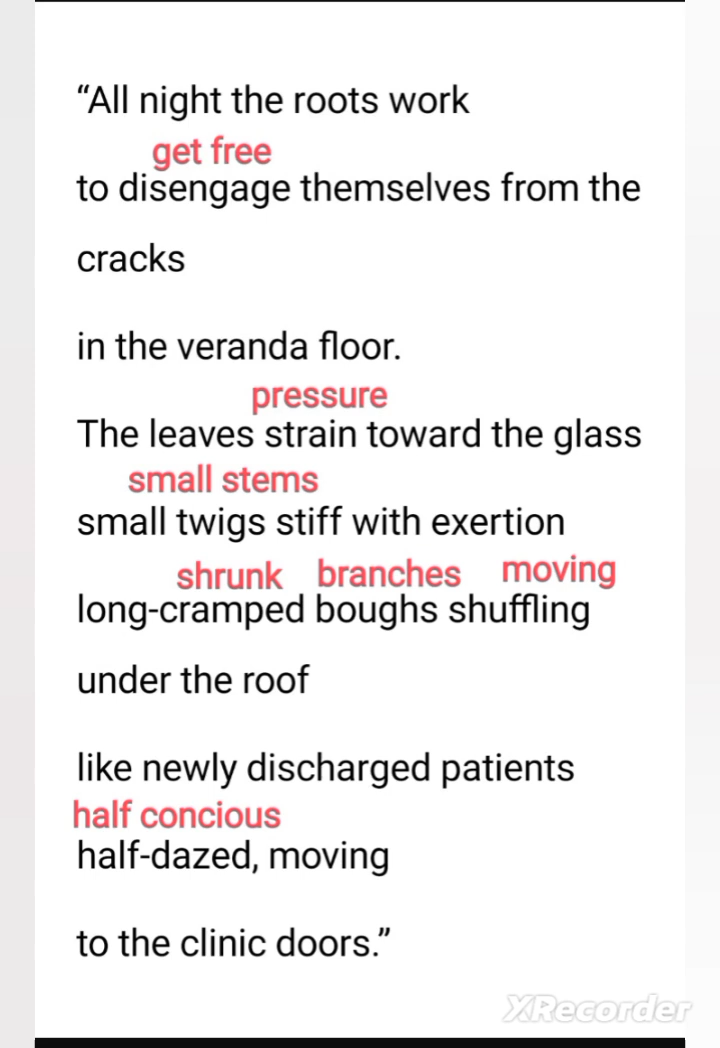 “All night the roots work
get free
to disengage themselves from the
cracks
in the veranda floor.
pressure
The leaves strain toward the glass
small stems
small twigs stiff with exertion
shrunk branches moving
long-cramped boughs shuffling
under the roof
like newly discharged patients
half concious
half-dazed, moving
to the clinic doors.”
XRecorder